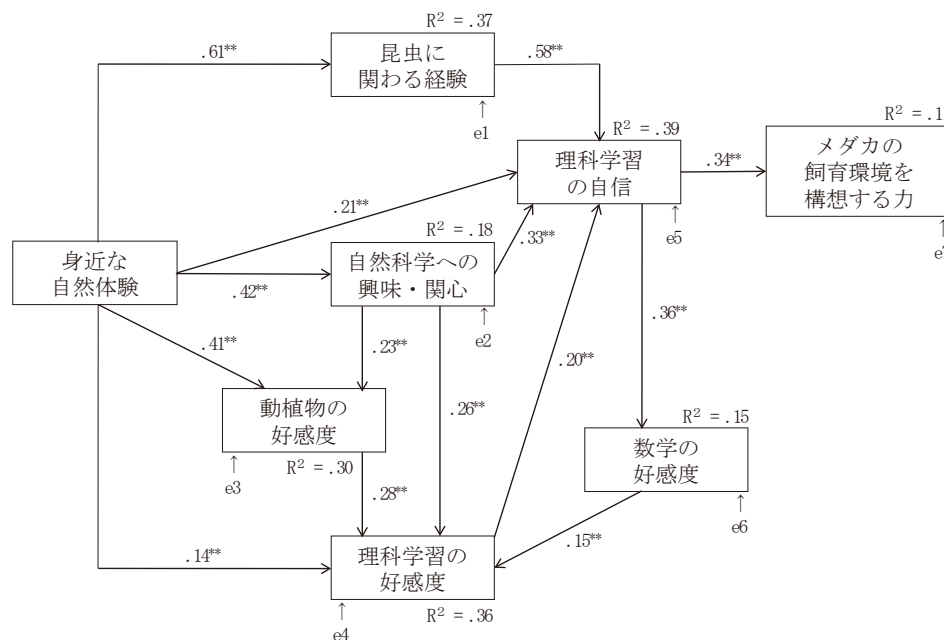 R² = .37
.61**
昆虫に
関わる経験
.58**
e1
R² = .39
理科学習
の自信
e5
.34**
R² = .1
メダカの
飼育環境を
構想する力
.21**
R² = .18
.33**
身近な
自然体験
.42**
自然科学への
興味・関心
e2
.36**
.41**
.23**
.20**
.26**
動植物の
好感度
e3
R² = .30
R² = .15
数学の
好感度
e6
.28**
.15**
.14**
理科学習の
好感度
e4
R² = .36